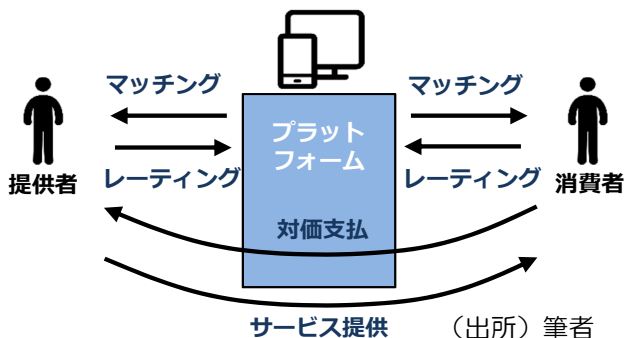 マッチング
マッチング
プラット
フォーム
提供者
レーティング
レーティング
消費者
対価支払
サービス提供
（出所）筆者